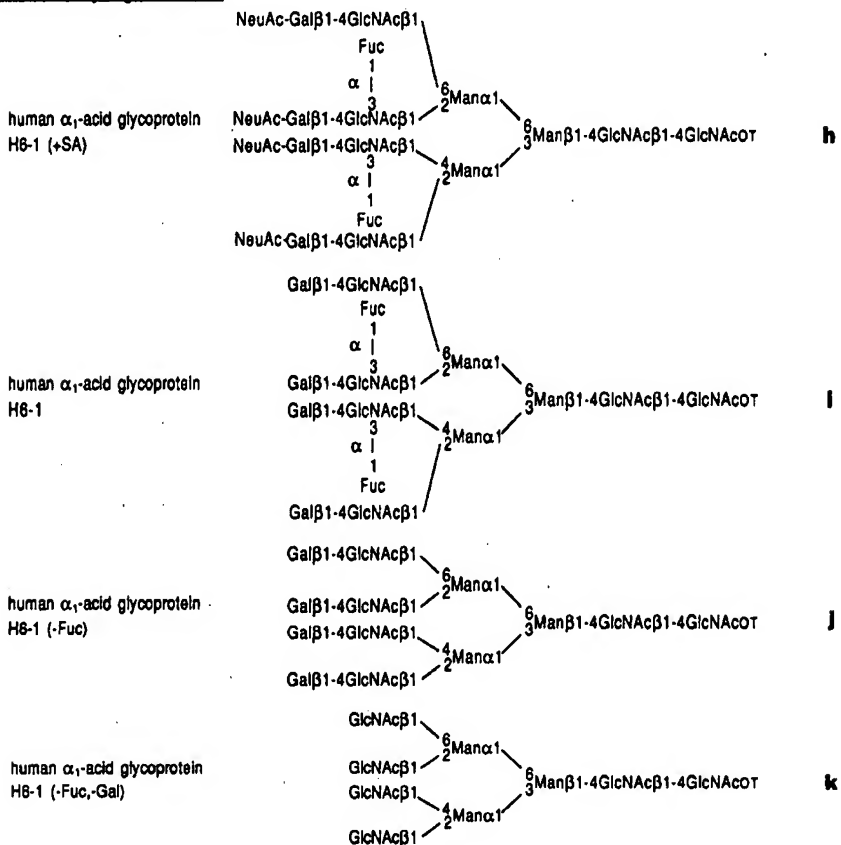 NeuAc-Galβ1-4GlcNAcβ1
Fuc
1
α |
3
human α₁-acid glycoprotein
H6-1 (+SA)
6
2Manα1
NeuAc-Galβ1-4GlcNAcβ1
NeuAc-Galβ1-4GlcNAcβ1
6
3Manβ1-4GlcNAcβ1-4GlcNAcOT
h
3
α |
1
Fuc
4
2Manα1
NeuAc-Galβ1-4GlcNAcβ1
Galβ1-4GlcNAcβ1
Fuc
1
α |
3
human α₁-acid glycoprotein
H6-1
6
2Manα1
Galβ1-4GlcNAcβ1
Galβ1-4GlcNAcβ1
6
3Manβ1-4GlcNAcβ1-4GlcNAcOT
i
3
α |
1
Fuc
4
2Manα1
Galβ1-4GlcNAcβ1
Galβ1-4GlcNAcβ1
6
2Manα1
human α₁-acid glycoprotein
H6-1 (-Fuc)
Galβ1-4GlcNAcβ1
Galβ1-4GlcNAcβ1
6
3Manβ1-4GlcNAcβ1-4GlcNAcOT
j
4
2Manα1
Galβ1-4GlcNAcβ1
GlcNAcβ1
6
2Manα1
human α₁-acid glycoprotein
H6-1 (-Fuc,-Gal)
GlcNAcβ1
GlcNAcβ1
6
3Manβ1-4GlcNAcβ1-4GlcNAcOT
k
4
2Manα1
GlcNAcβ1